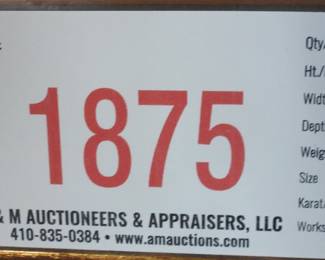 1875
& M AUCTIONEERS & APPRAISERS, LLC
410-835-0384 • www.amauctions.com
Qty
Ht./
Widt
Dept
Weig
Size
Karat
Works